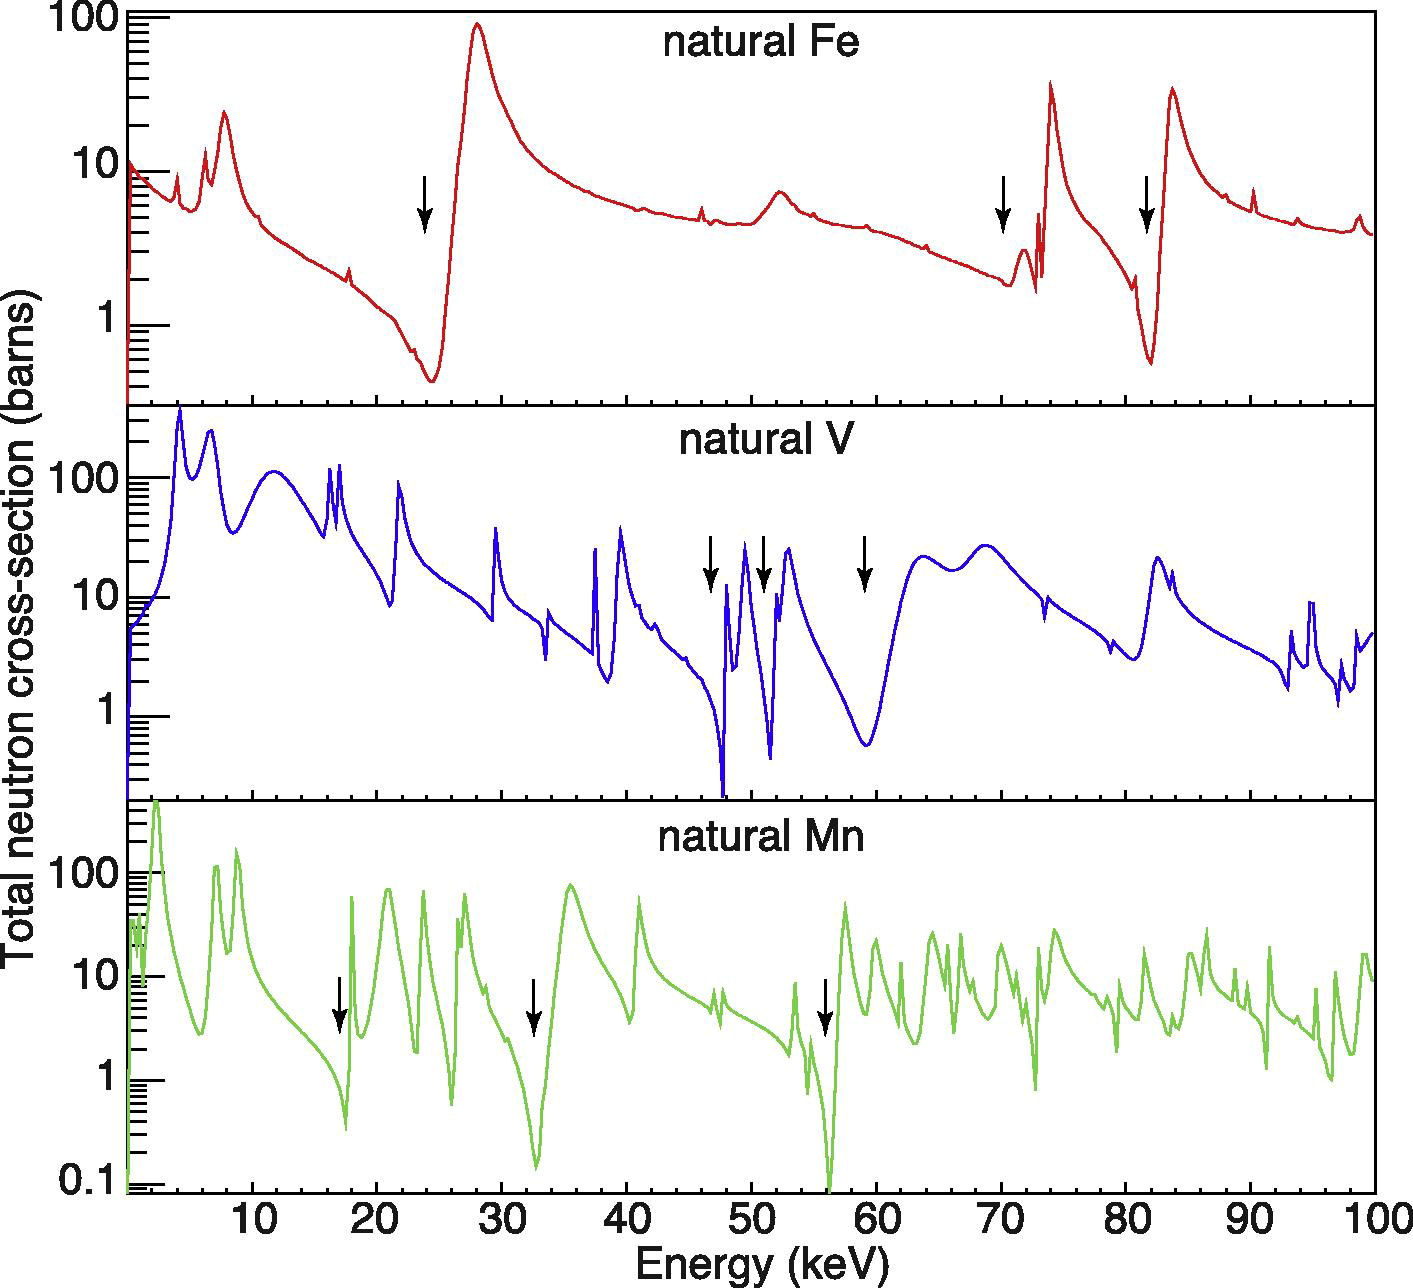 natural Fe
100
10
1
natural V
100
10
1
natural Mn
100
10
1
0.1
10 20 30 40 50 60 70 80 90 100
Energy (keV)
Total neutron cross-section (barns)